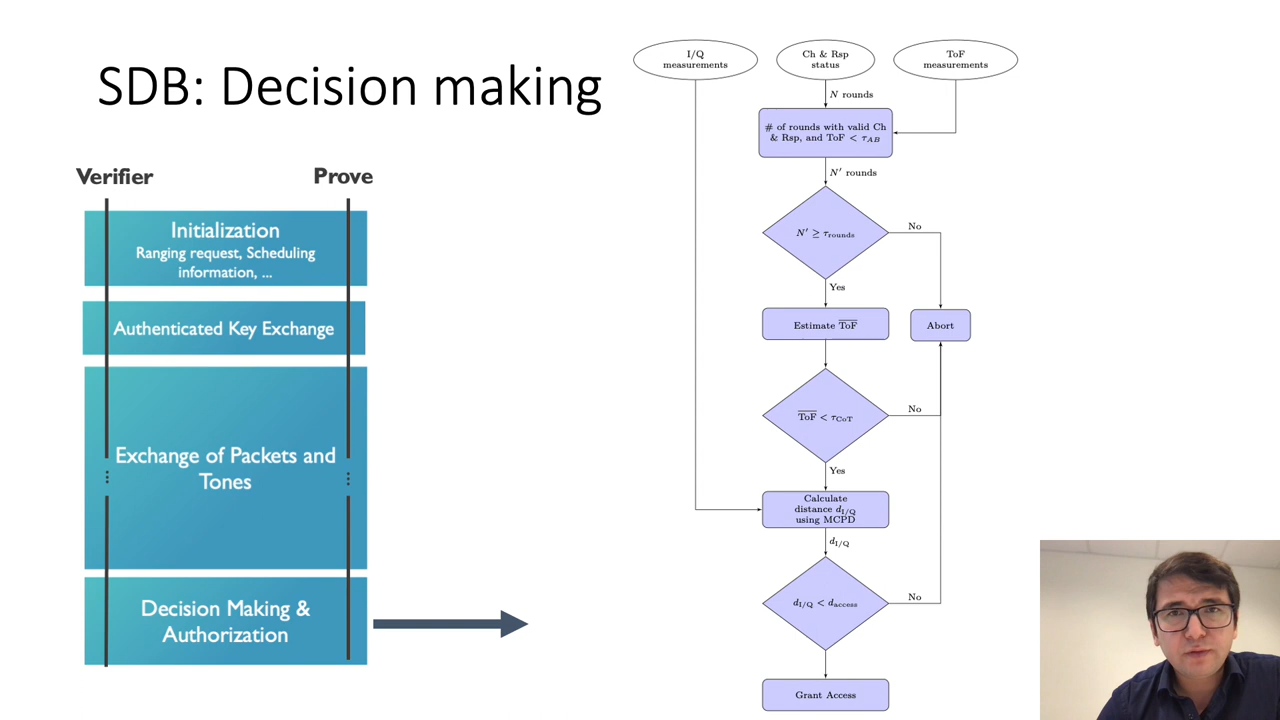 SDB: Decision making
Verifier
Prove
Initialization
Ranging request, Scheduling
information, ...
Authenticated Key Exchange
Exchange of Packets and
Tones
Decision Making &
Authorization
I/Q
measurements
Ch & Rsp
status
ToF
measurements
N rounds
# of rounds with valid Ch
& Rsp, and ToF < τAB
N′ rounds
N′ ≥ τrounds
No
Yes
Estimate T̅o̅F̅
Abort
T̅o̅F̅ < τCoT
No
Yes
Calculate
distance dI/Q
using MCPD
dI/Q
dI/Q < daccess
No
Grant Access